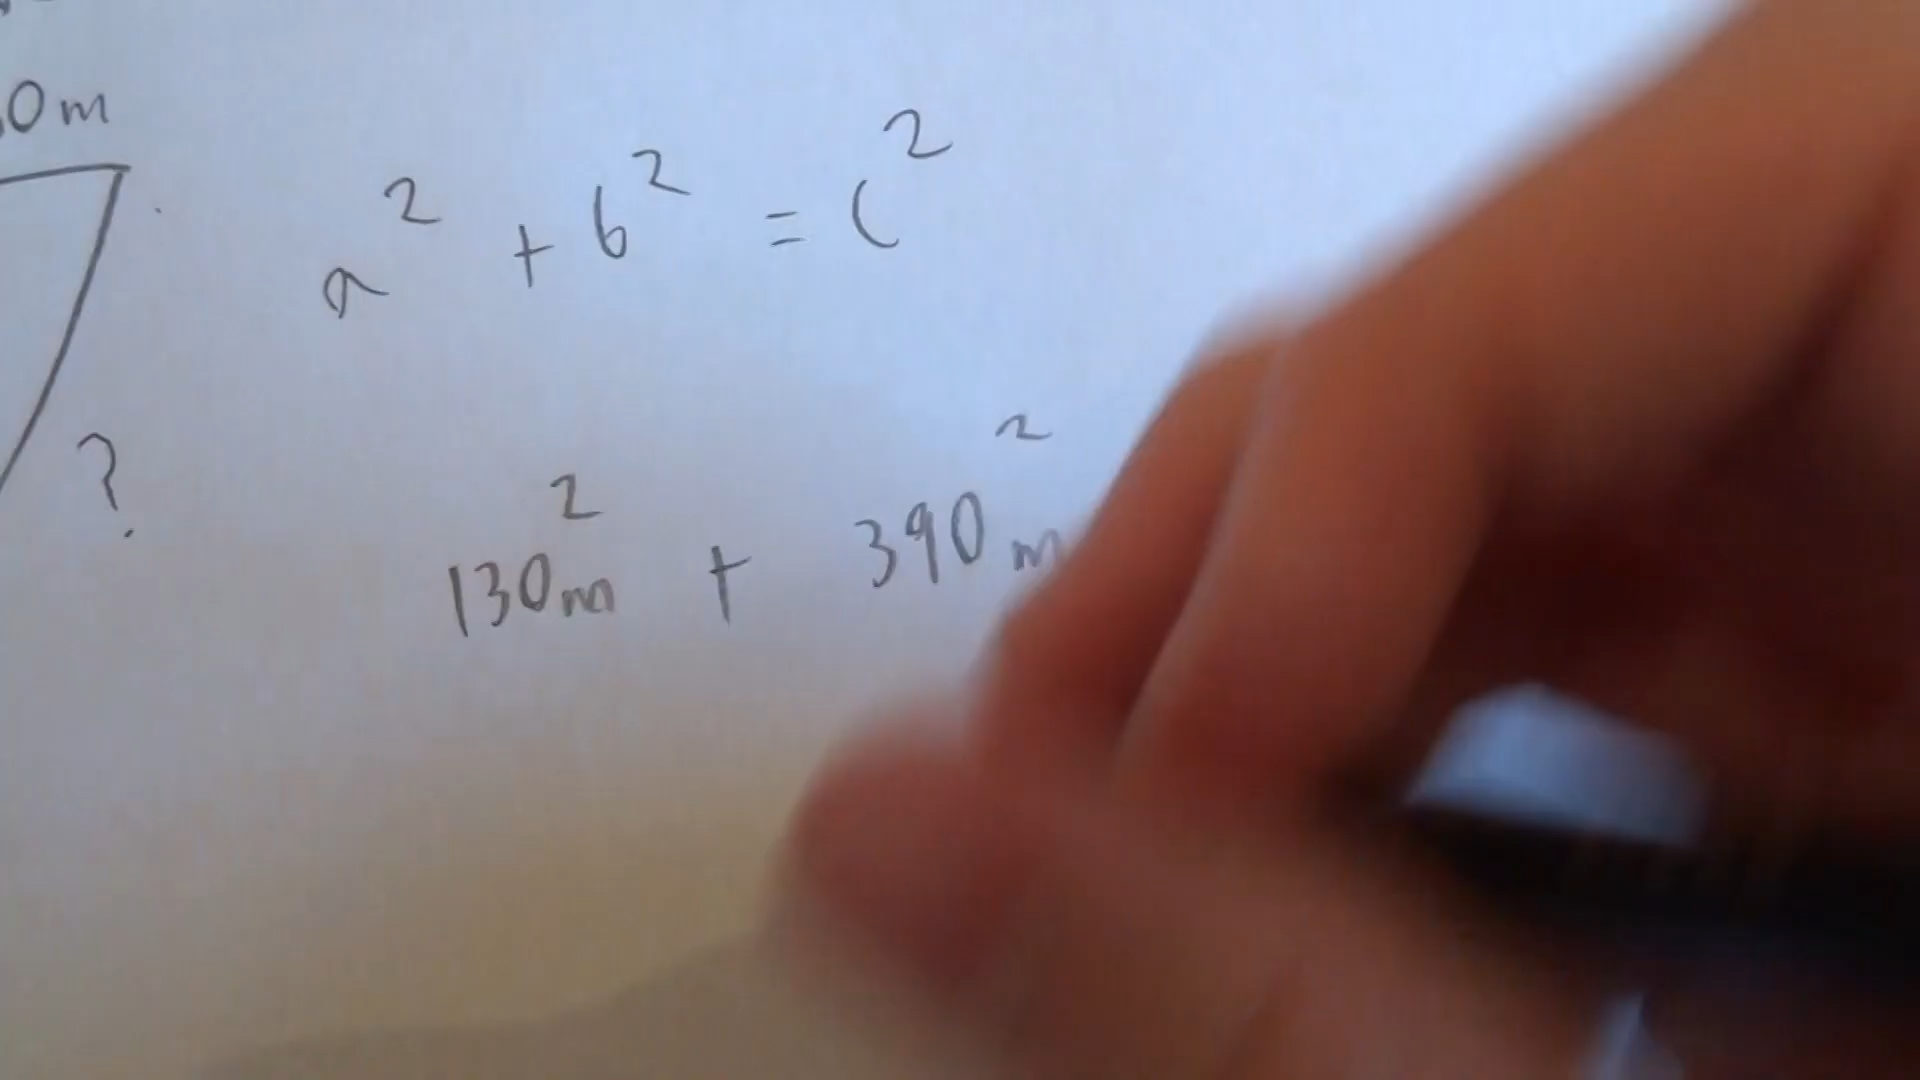 0m
a² + b² = c²
?
130m² + 390m²